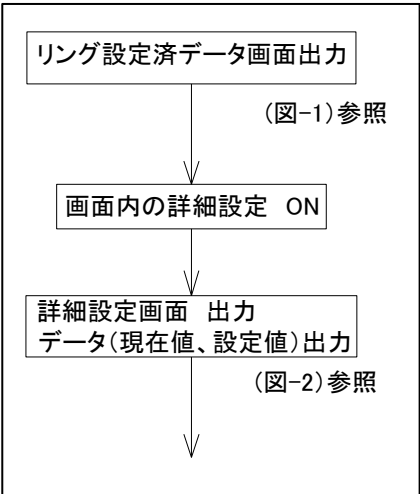 リング設定済データ画面出力
(図-1)参照
画面内の詳細設定 ON
詳細設定画面 出力
データ(現在値、設定値)出力
(図-2)参照